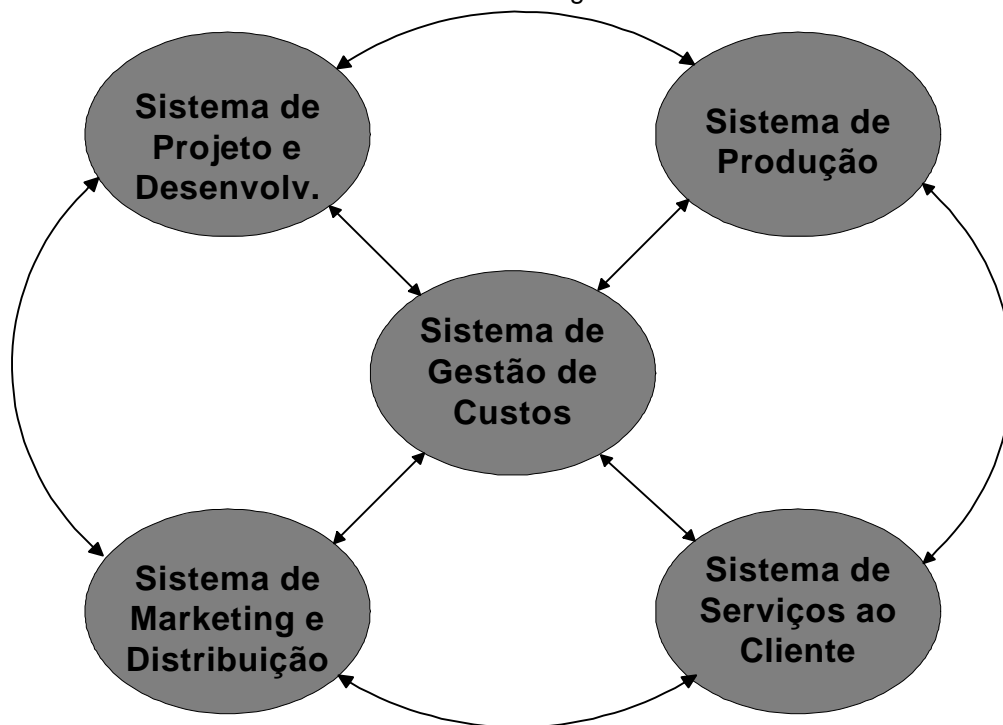 Sistema de
Projeto e
Desenvolv.
Sistema de
Produção
Sistema de
Gestão de
Custos
Sistema de
Marketing e
Distribuição
Sistema de
Serviços ao
Cliente